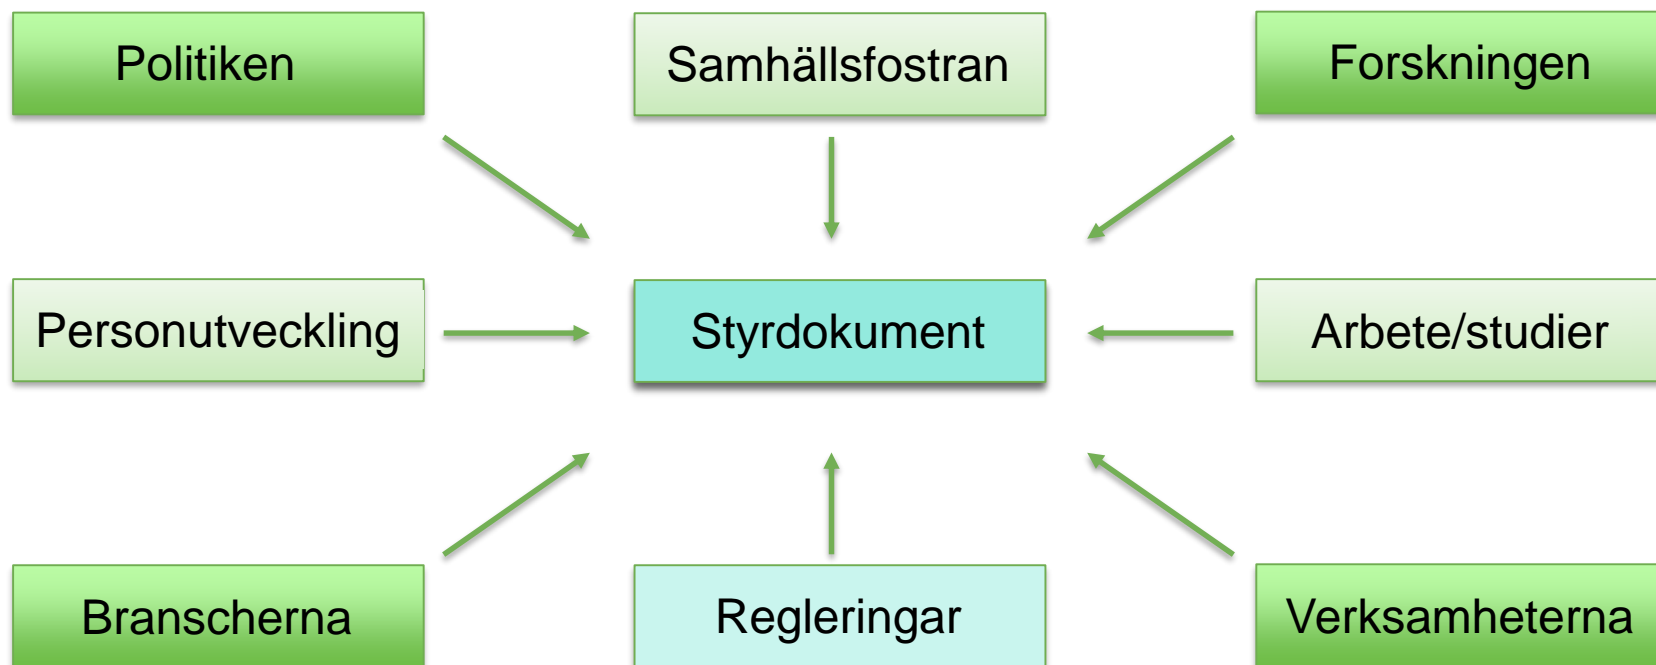 Politiken
Samhällsfostran
Forskningen
Personutveckling
Styrdokument
Arbete/studier
Branscherna
Regleringar
Verksamheterna